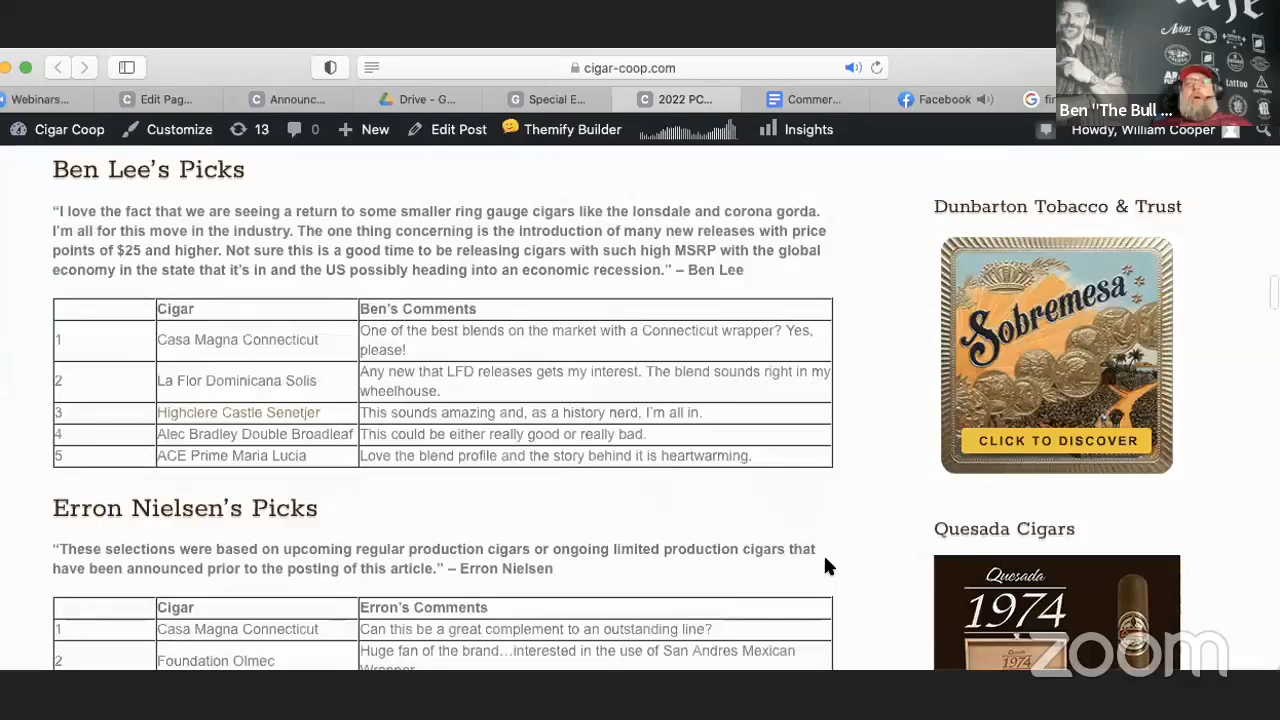 cigar-coop.com
Webinars...
Edit Pag...
Announc...
Drive - G...
Special E...
2022 PC...
Commer...
Facebook
Cigar Coop
Customize
13
0
New
Edit Post
Themify Builder
Insights
Howdy, William Cooper
Ben "The Bull ...
tattoo
Ben Lee's Picks
"I love the fact that we are seeing a return to some smaller ring gauge cigars like the lonsdale and corona gorda.
I'm all for this move in the industry. The one thing concerning is the introduction of many new releases with price
points of $25 and higher. Not sure this is a good time to be releasing cigars with such high MSRP with the global
economy in the state that it's in and the US possibly heading into an economic recession." – Ben Lee
Cigar Ben's Comments
1 Casa Magna Connecticut One of the best blends on the market with a Connecticut wrapper? Yes,
please!
2 La Flor Dominicana Solis Any new that LFD releases gets my interest. The blend sounds right in my
wheelhouse.
3 Highclere Castle Senetjer This sounds amazing and, as a history nerd, I'm all in.
4 Alec Bradley Double Broadleaf This could be either really good or really bad.
5 ACE Prime Maria Lucia Love the blend profile and the story behind it is heartwarming.
Erron Nielsen's Picks
"These selections were based on upcoming regular production cigars or ongoing limited production cigars that
have been announced prior to the posting of this article." – Erron Nielsen
Cigar Erron's Comments
1 Casa Magna Connecticut Can this be a great complement to an outstanding line?
2 Foundation Olmec Huge fan of the brand...interested in the use of San Andres Mexican
Wrapper
Dunbarton Tobacco & Trust
Sobremesa
CLICK TO DISCOVER
Quesada Cigars
Quesada
1974
1974
zoom